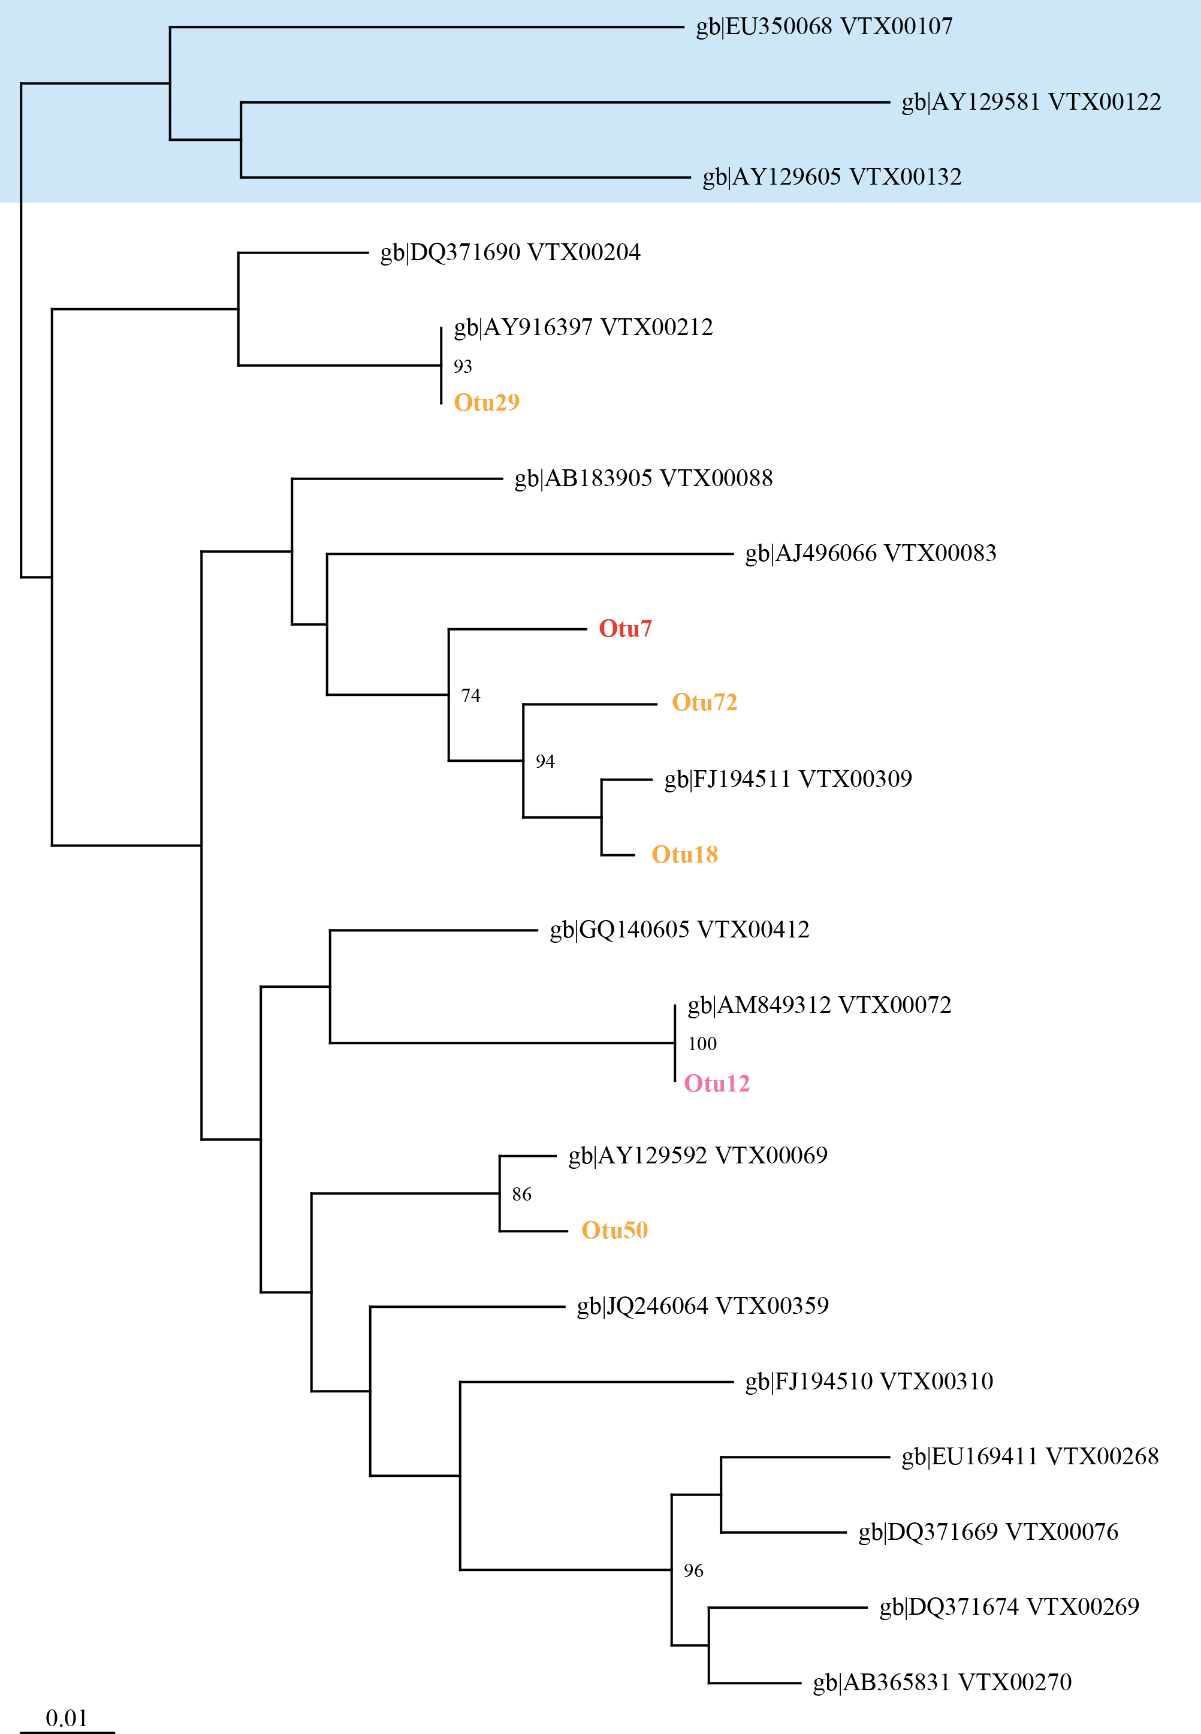 gb|EU350068 VTX00107
gb|AY129581 VTX00122
gb|AY129605 VTX00132
gb|DQ371690 VTX00204
gb|AY916397 VTX00212
93
Otu29
gb|AB183905 VTX00088
gb|AJ496066 VTX00083
Otu7
74
Otu72
94
gb|FJ194511 VTX00309
Otu18
gb|GQ140605 VTX00412
gb|AM849312 VTX00072
100
Otu12
gb|AY129592 VTX00069
86
Otu50
gb|JQ246064 VTX00359
gb|FJ194510 VTX00310
gb|EU169411 VTX00268
gb|DQ371669 VTX00076
96
gb|DQ371674 VTX00269
gb|AB365831 VTX00270
0.01